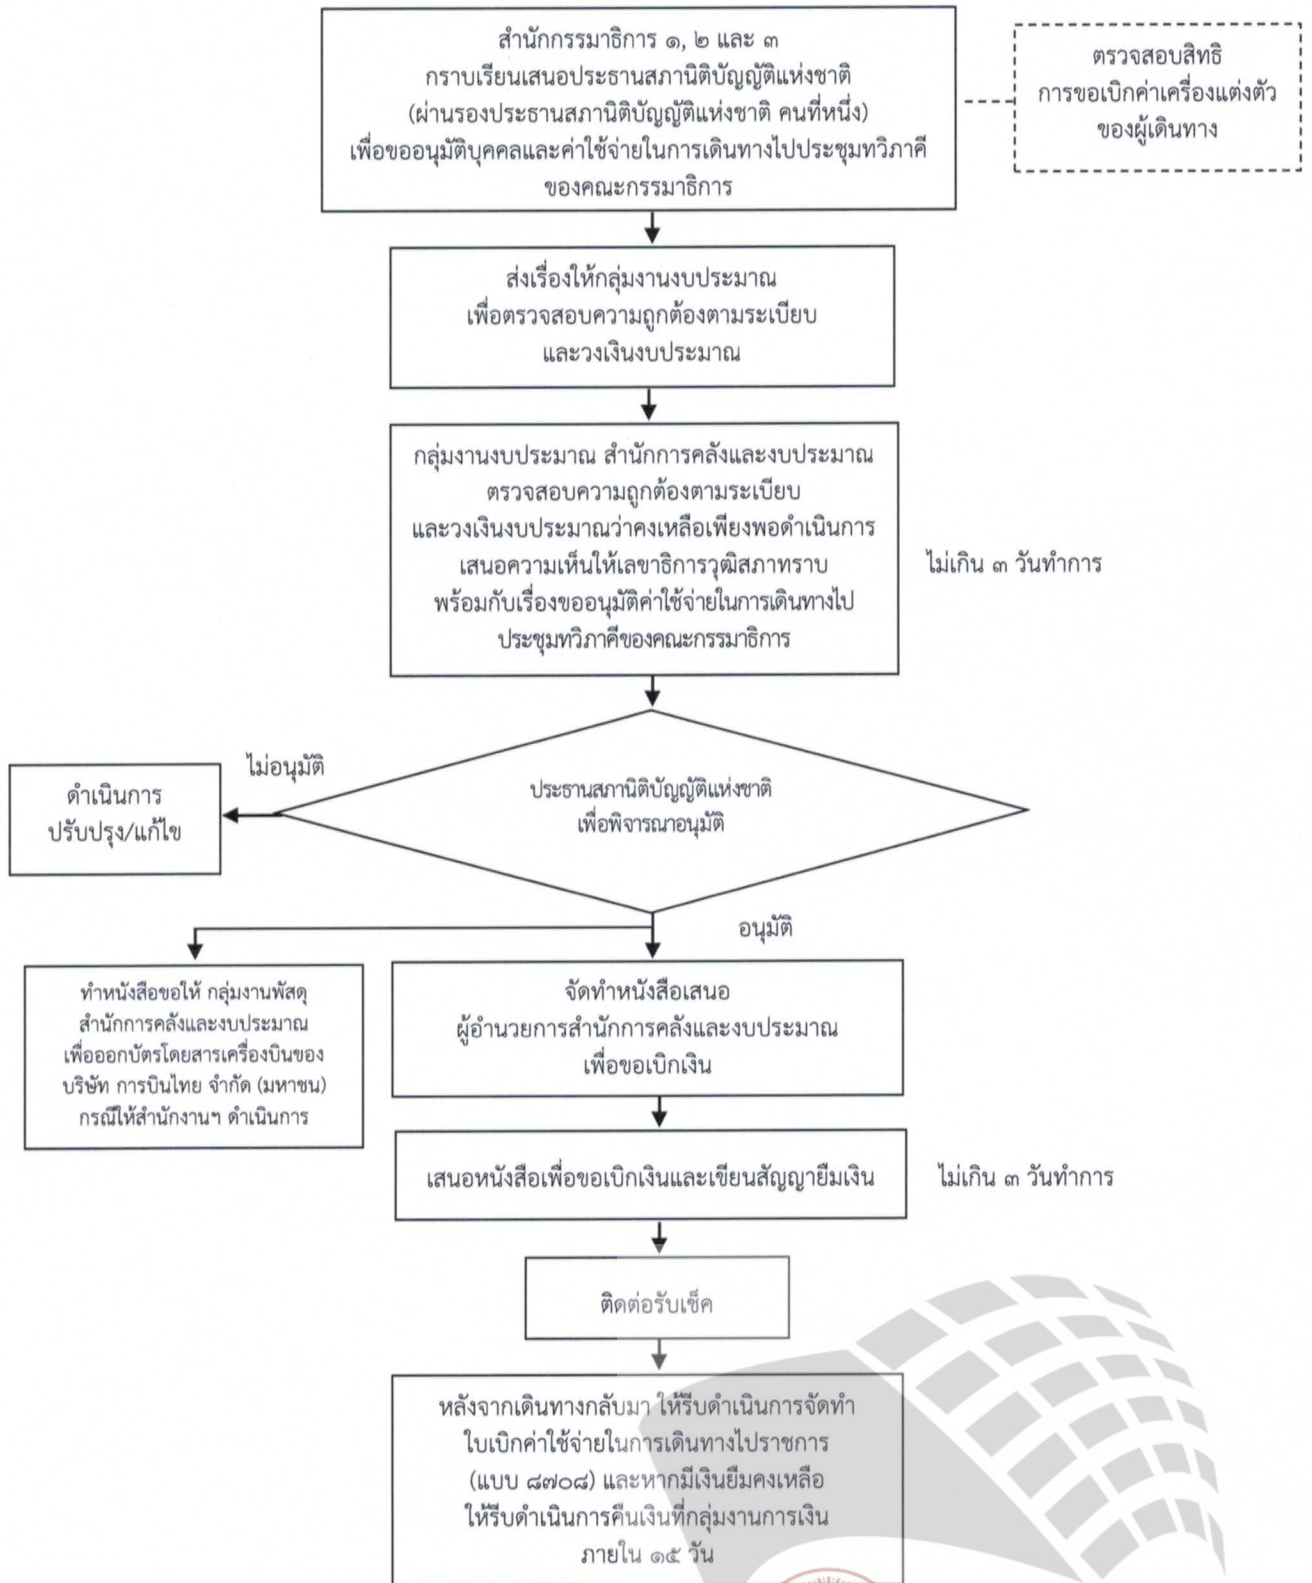 สำนักกรรมาธิการ ๑, ๒ และ ๓
กราบเรียนเสนอประธานสภานิติบัญญัติแห่งชาติ
(ผ่านรองประธานสภานิติบัญญัติแห่งชาติ คนที่หนึ่ง)
เพื่อขออนุมัติบุคคลและค่าใช้จ่ายในการเดินทางไปประชุมทวิภาคี
ของคณะกรรมาธิการ
ตรวจสอบสิทธิ
การขอเบิกค่าเครื่องแต่งตัว
ของผู้เดินทาง
ส่งเรื่องให้กลุ่มงานงบประมาณ
เพื่อตรวจสอบความถูกต้องตามระเบียบ
และวงเงินงบประมาณ
กลุ่มงานงบประมาณ สำนักการคลังและงบประมาณ
ตรวจสอบความถูกต้องตามระเบียบ
และวงเงินงบประมาณว่าคงเหลือเพียงพอดำเนินการ
เสนอความเห็นให้เลขาธิการวุฒิสภาทราบ
พร้อมกับเรื่องขออนุมัติค่าใช้จ่ายในการเดินทางไป
ประชุมทวิภาคีของคณะกรรมาธิการ
ไม่เกิน ๓ วันทำการ
ประธานสภานิติบัญญัติแห่งชาติ
เพื่อพิจารณาอนุมัติ
ไม่อนุมัติ
ดำเนินการ
ปรับปรุง/แก้ไข
อนุมัติ
ทำหนังสือขอให้ กลุ่มงานพัสดุ
สำนักการคลังและงบประมาณ
เพื่อออกบัตรโดยสารเครื่องบินของ
บริษัท การบินไทย จำกัด (มหาชน)
กรณีให้สำนักงานฯ ดำเนินการ
จัดทำหนังสือเสนอ
ผู้อำนวยการสำนักการคลังและงบประมาณ
เพื่อขอเบิกเงิน
เสนอหนังสือเพื่อขอเบิกเงินและเขียนสัญญายืมเงิน
ไม่เกิน ๓ วันทำการ
ติดต่อรับเช็ค
หลังจากเดินทางกลับมา ให้รีบดำเนินการจัดทำ
ใบเบิกค่าใช้จ่ายในการเดินทางไปราชการ
(แบบ ๘๗๐๘) และหากมีเงินยืมคงเหลือ
ให้รีบดำเนินการคืนเงินที่กลุ่มงานการเงิน
ภายใน ๑๕ วัน